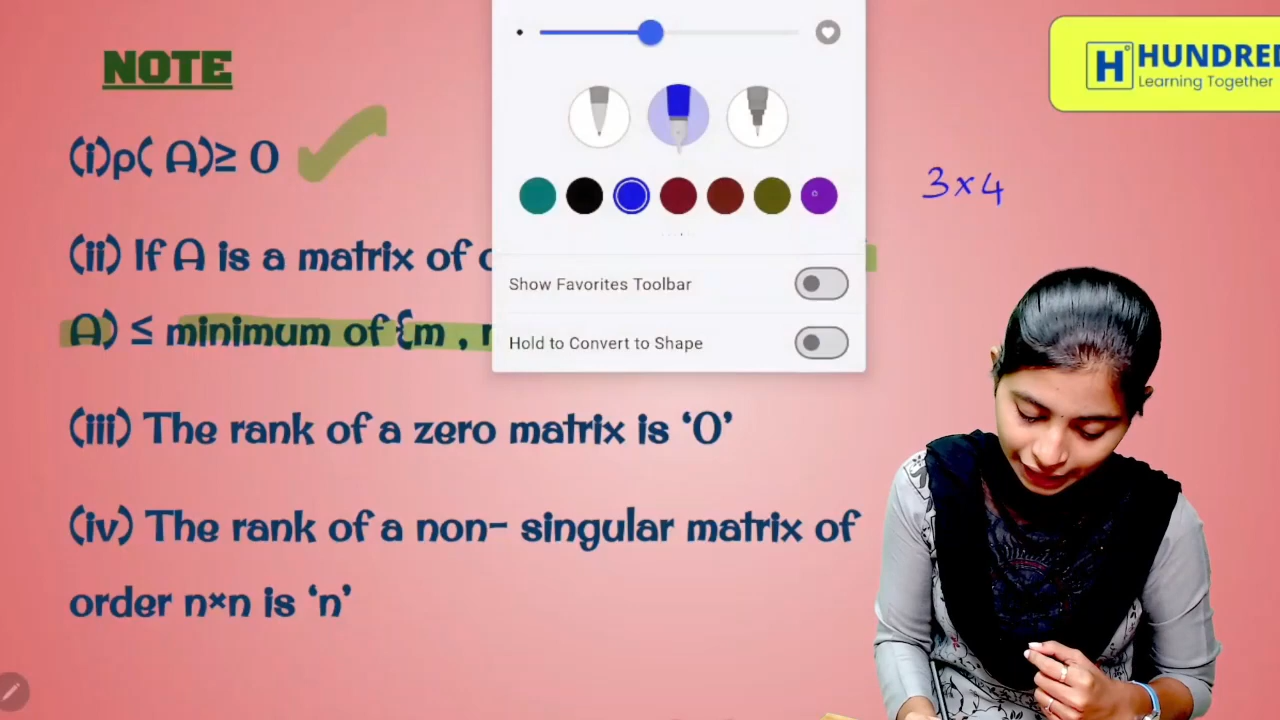 NOTE
(i)ρ( A)≥ 0
(ii) If A is a matrix of
A) ≤ minimum of {m ,
(iii) The rank of a zero matrix is ‘0’
(iv) The rank of a non- singular matrix of
order n×n is ‘n’
Show Favorites Toolbar
Hold to Convert to Shape
3×4
H HUNDRED
Learning Together